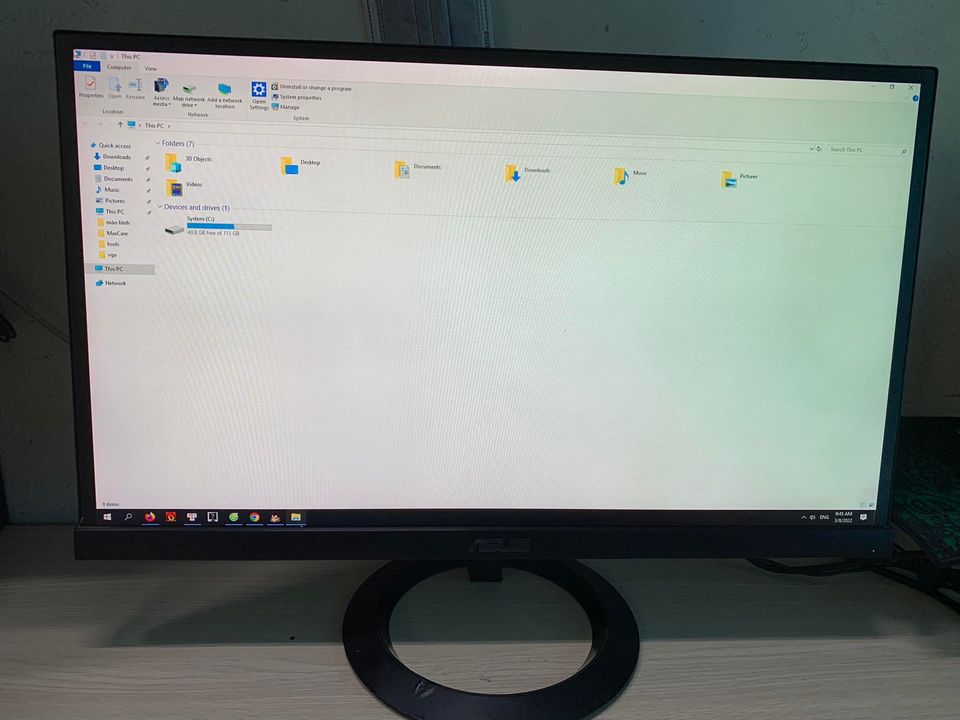 This PC
File Computer View
Properties Open Rename Access media Map network drive Add a network location Open Settings Uninstall or change a program
System properties
Manage
Location Network System
This PC Search This PC
Quick access
Downloads
Desktop
Documents
Music
Pictures
This PC
màn hình
MaxCare
tools
vga
This PC
Network
Folders (7)
3D Objects Desktop Documents Downloads Music Pictures
Videos
Devices and drives (1)
System (C:)
49.8 GB free of 111 GB
8 items
ENG 9:45 AM
3/8/2022
ASUS